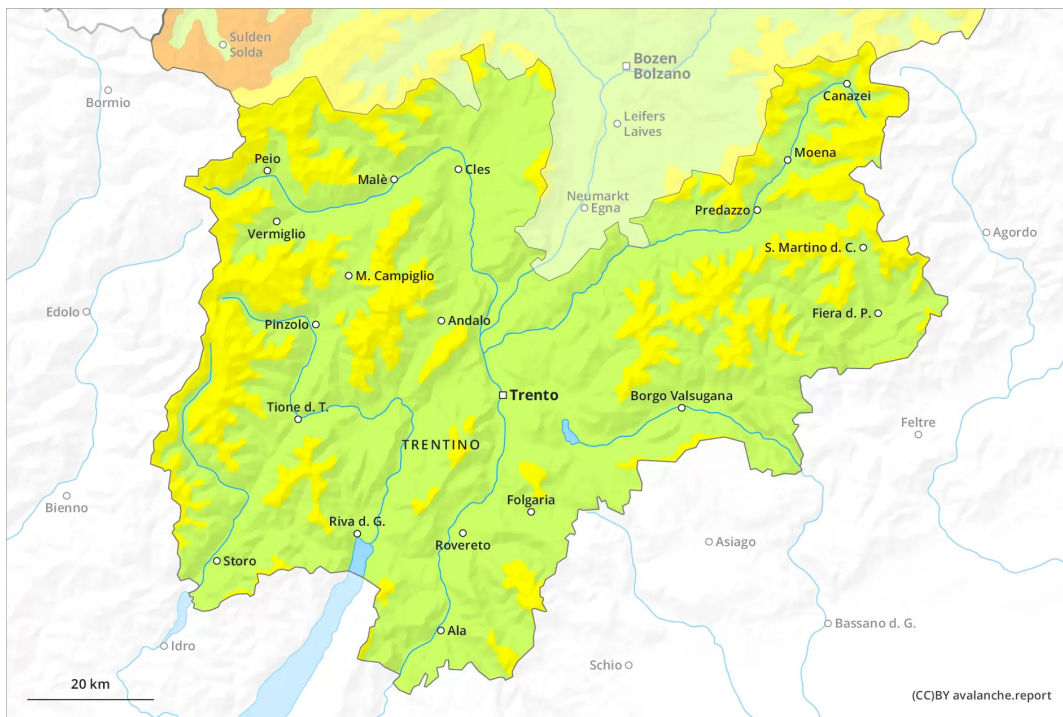 Sulden
Solda
Bozen
Bolzano
Bormio
Canazei
Leifers
Laives
Peio
Malè
Cles
Moena
Neumarkt
Egna
Predazzo
Vermiglio
Agordo
S. Martino d. C.
M. Campiglio
Edolo
Pinzolo
Andalo
Fiera d. P.
Trento
Borgo Valsugana
Tione d. T.
Feltre
TRENTINO
Bienno
Folgaria
Riva d. G.
Rovereto
Asiago
Storo
Ala
Bassano d. G.
Idro
Schio
20 km
(CC)BY avalanche.report